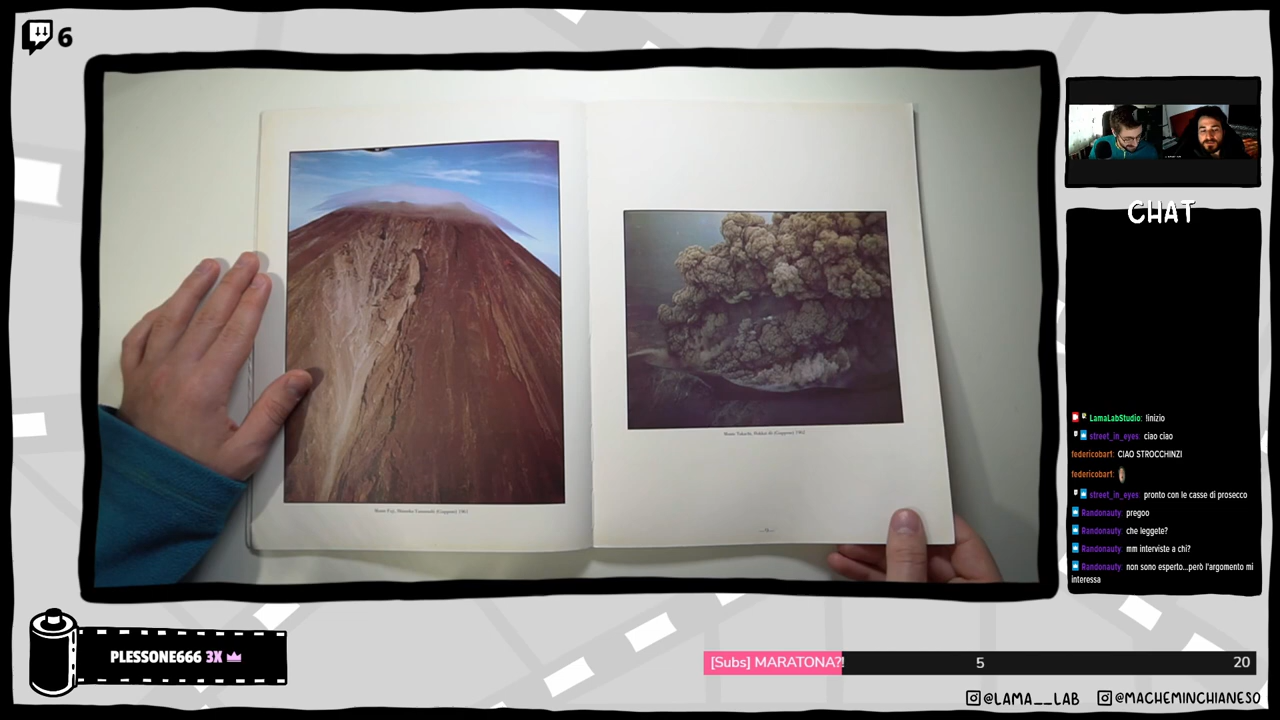 6
CHAT
LamaLabStudio: !inizio
street_in_eyes: ciao ciao
federicobart: CIAO STROCCHINZI
federicobart:
street_in_eyes: pronto con le casse di prosecco
Randonauty: pregoo
Randonauty: che leggete?
Randonauty: mm interviste a chi?
Randonauty: non sono esperto...però l'argomento mi
interessa
PLESSONE666 3X
[Subs] MARATONA?! 5 20
@LAMA__LAB @MACHEMINCHIANESO